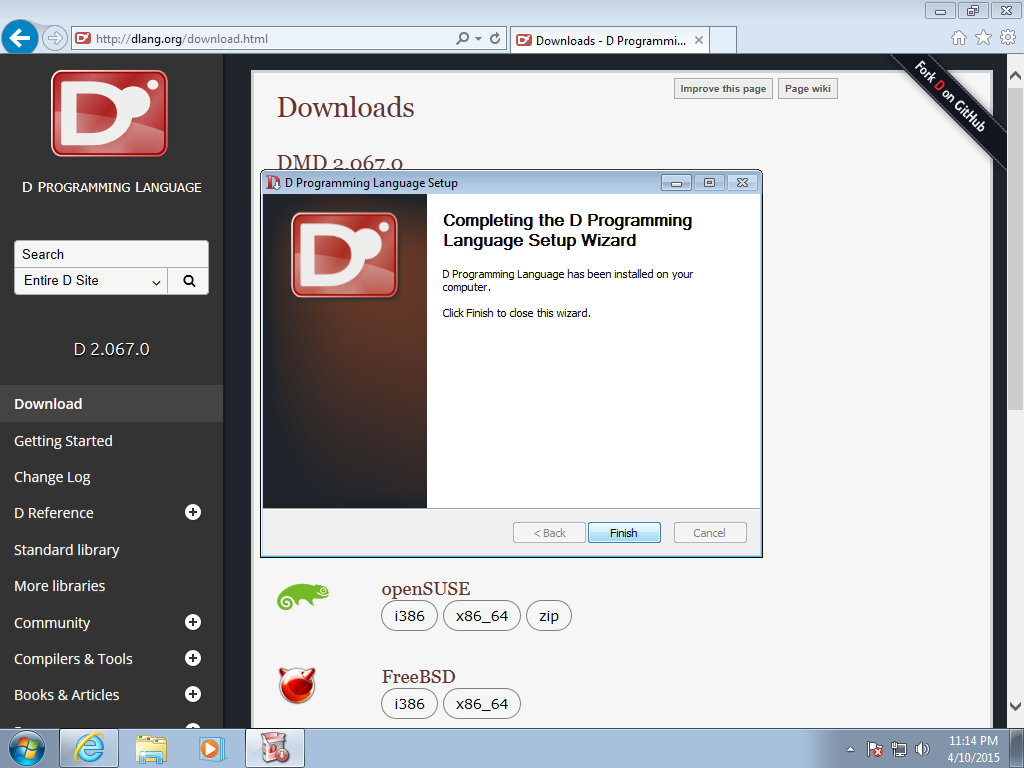 http://dlang.org/download.html
Downloads - D Programmi...
D PROGRAMMING LANGUAGE
Search
Entire D Site
D 2.067.0
Download
Getting Started
Change Log
D Reference
Standard library
More libraries
Community
Compilers & Tools
Books & Articles
Improve this page
Page wiki
Fork D on GitHub
Downloads
DMD 2.067.0
D Programming Language Setup
Completing the D Programming
Language Setup Wizard
D Programming Language has been installed on your
computer.
Click Finish to close this wizard.
< Back
Finish
Cancel
openSUSE
i386
x86_64
zip
FreeBSD
i386
x86_64
11:14 PM
4/10/2015